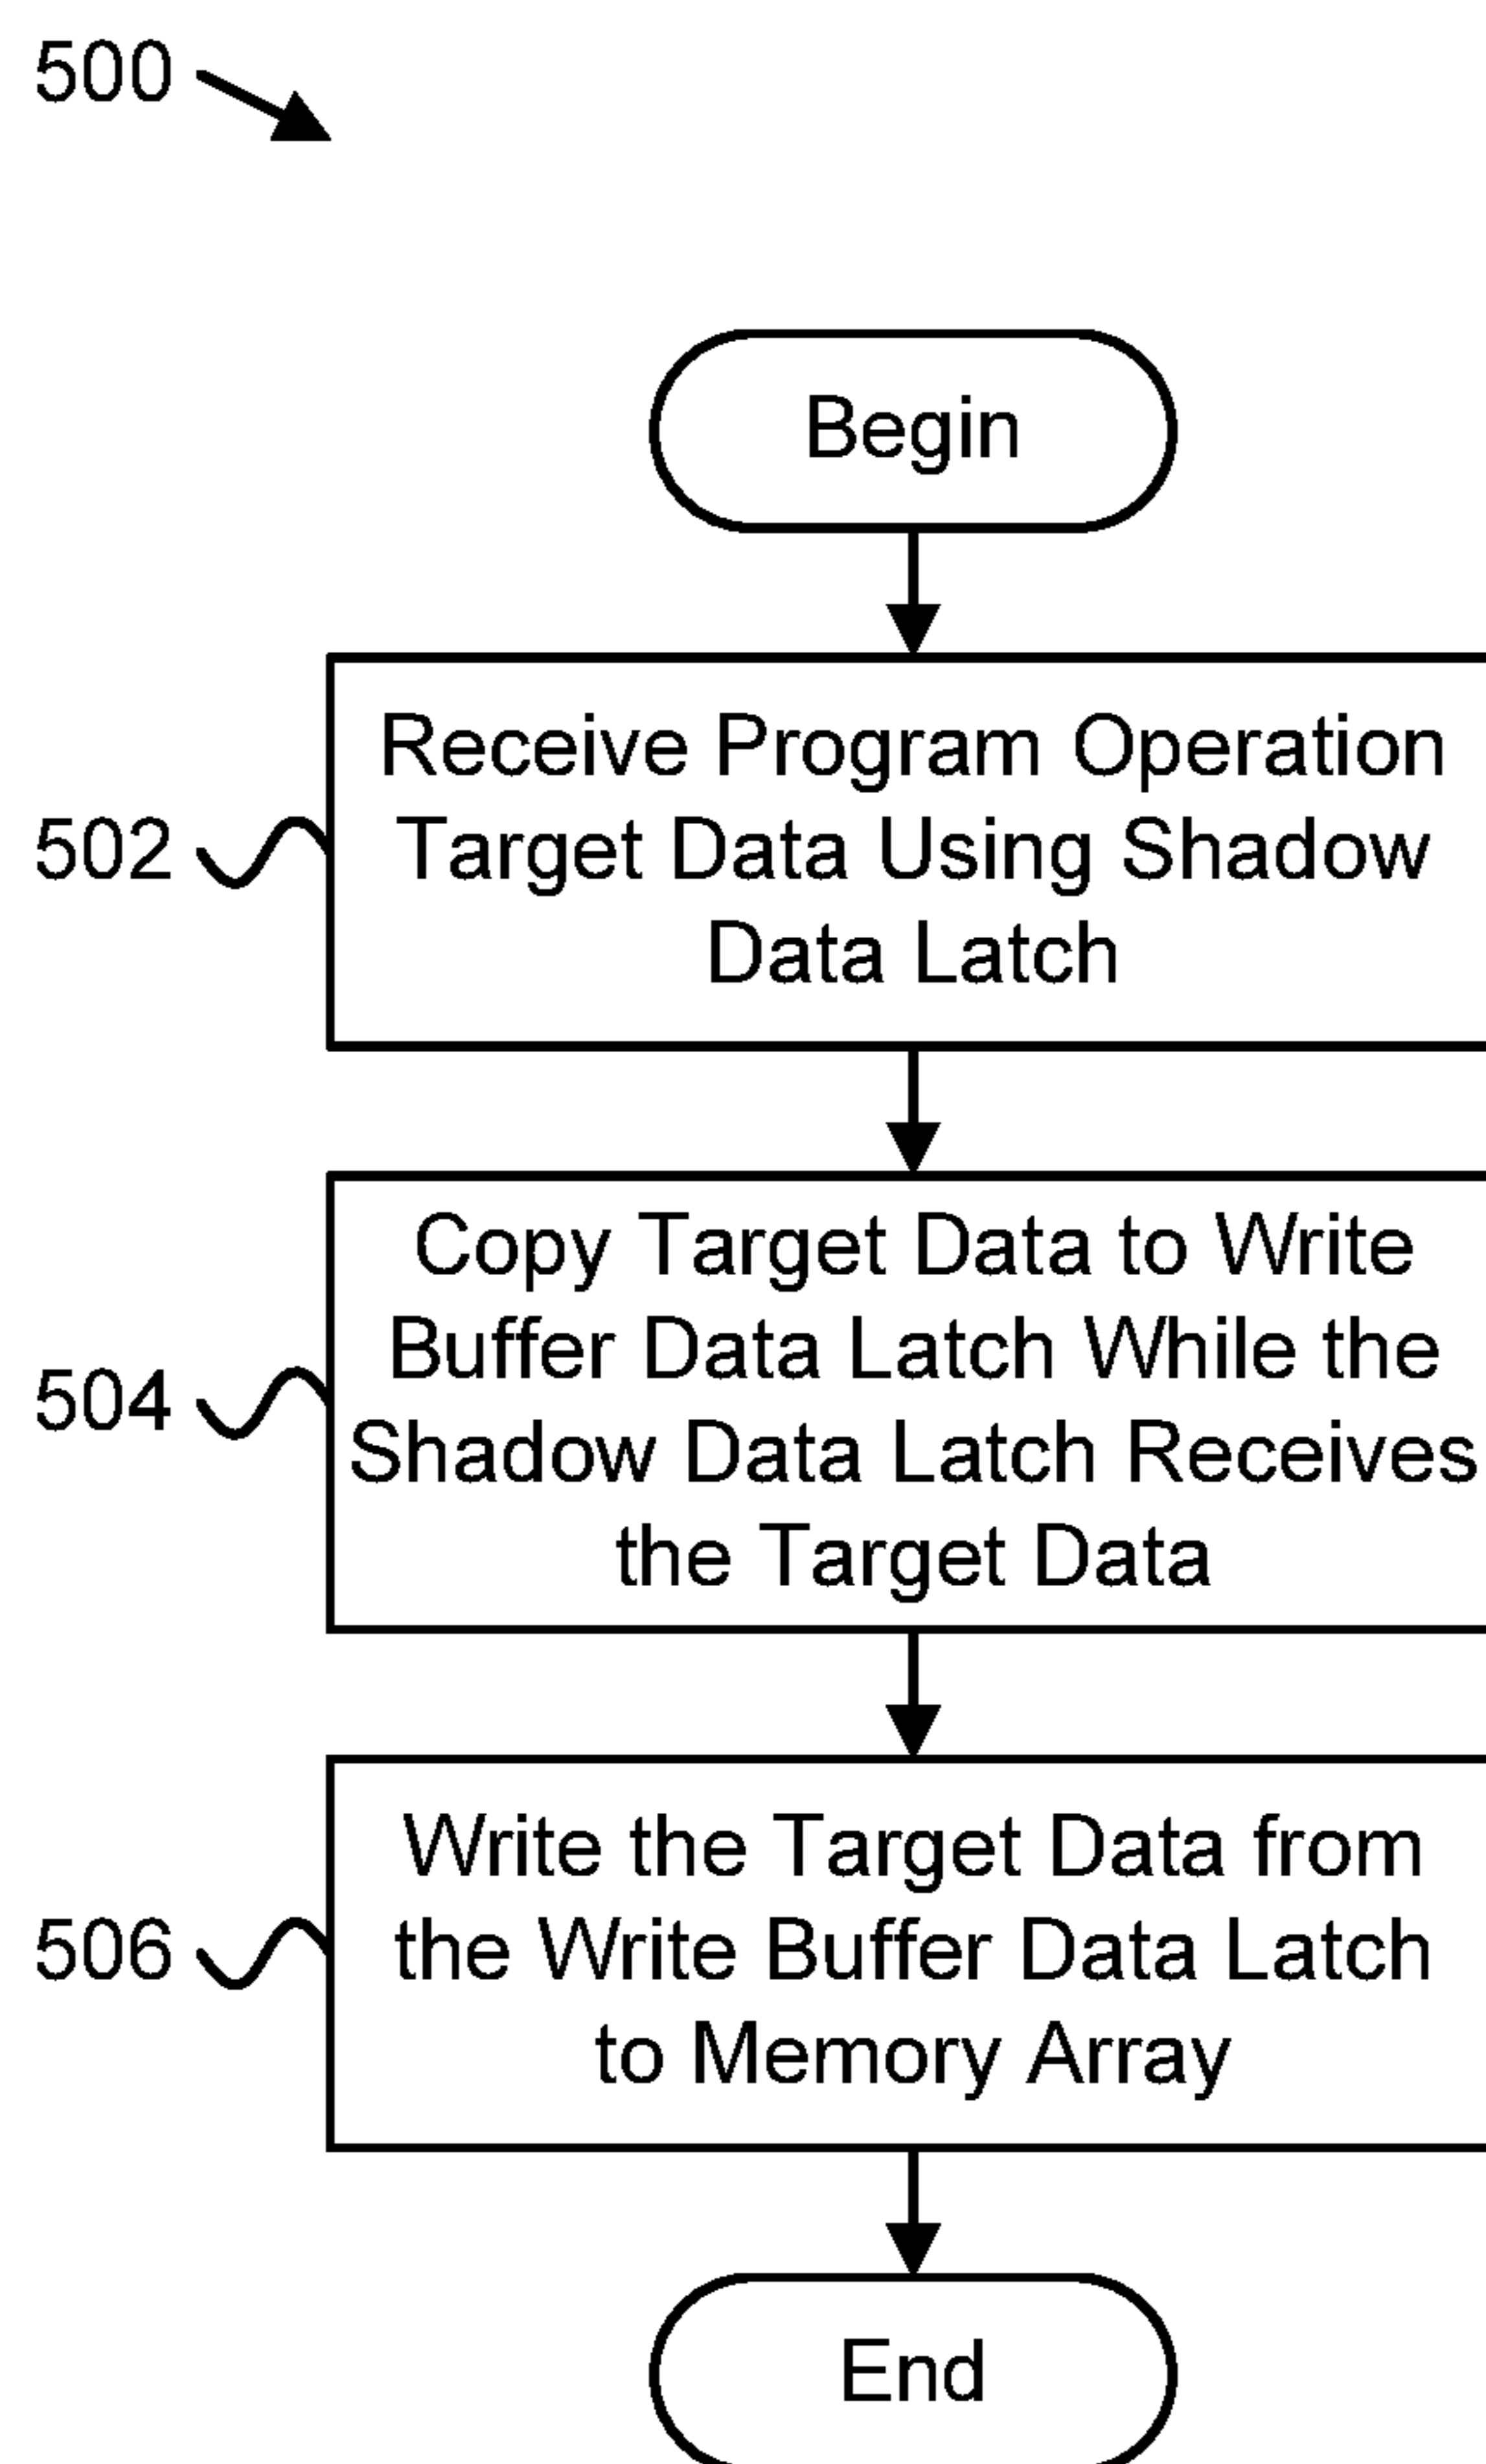 500
Begin
502
Receive Program Operation
Target Data Using Shadow
Data Latch
504
Copy Target Data to Write
Buffer Data Latch While the
Shadow Data Latch Receives
the Target Data
506
Write the Target Data from
the Write Buffer Data Latch
to Memory Array
End